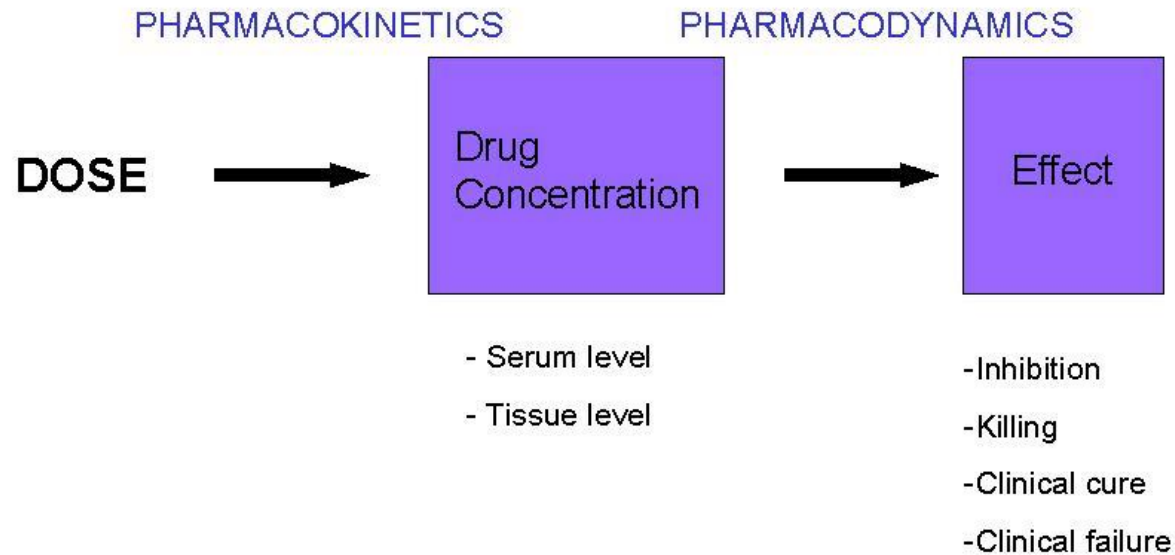 PHARMACOKINETICS
PHARMACODYNAMICS
DOSE
Drug
Concentration
Effect
- Serum level
- Tissue level
-Inhibition
-Killing
-Clinical cure
-Clinical failure